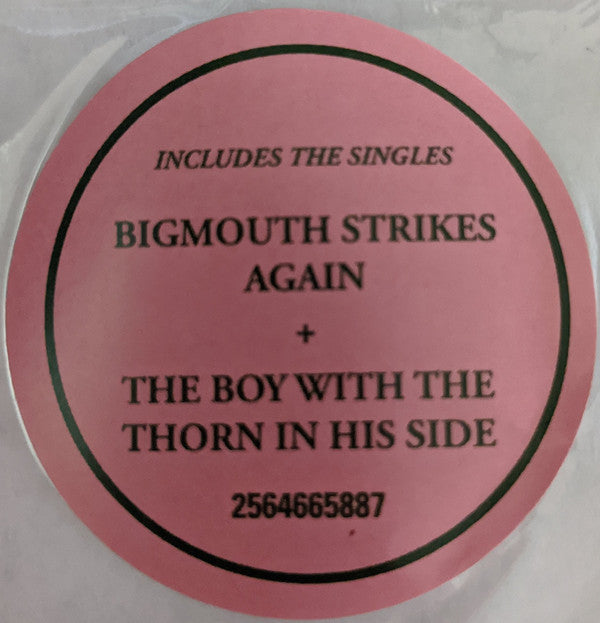 INCLUDES THE SINGLES
BIGMOUTH STRIKES
AGAIN
+
THE BOY WITH THE
THORN IN HIS SIDE
2564665887